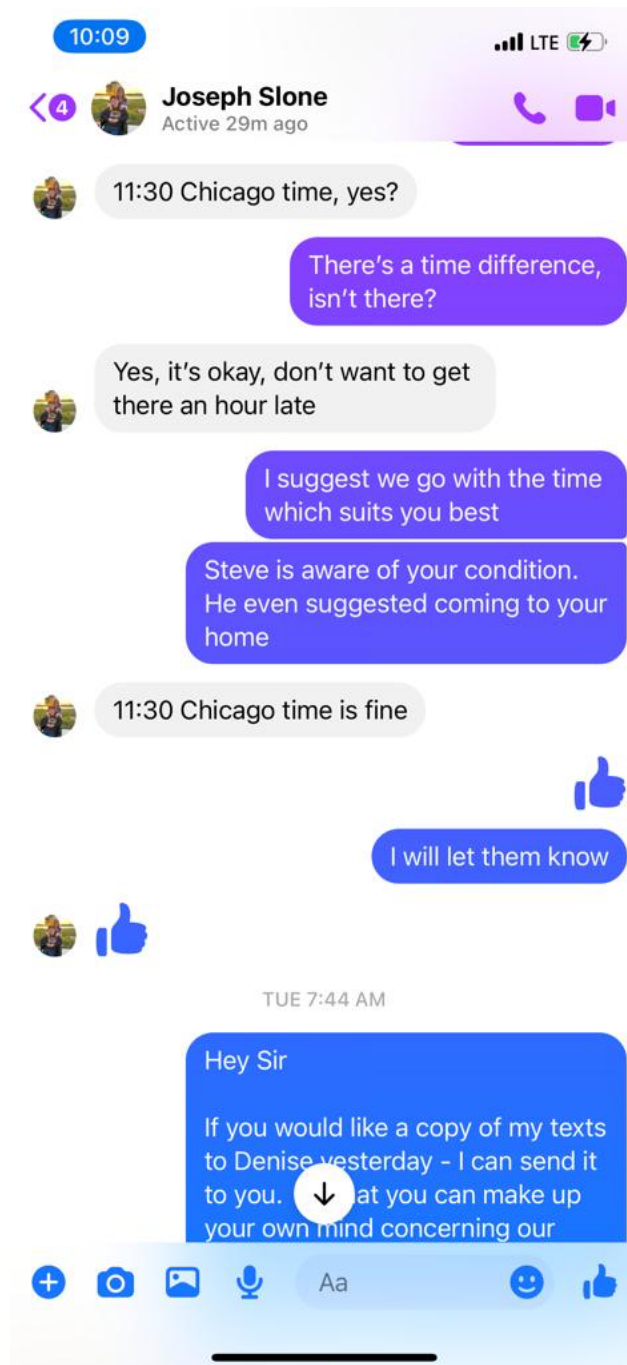 10:09
LTE
4
Joseph Slone
Active 29m ago
11:30 Chicago time, yes?
There's a time difference,
isn't there?
Yes, it's okay, don't want to get
there an hour late
I suggest we go with the time
which suits you best
Steve is aware of your condition.
He even suggested coming to your
home
11:30 Chicago time is fine
I will let them know
TUE 7:44 AM
Hey Sir
If you would like a copy of my texts
to Denise yesterday - I can send it
to you. at you can make up
your own mind concerning our
Aa